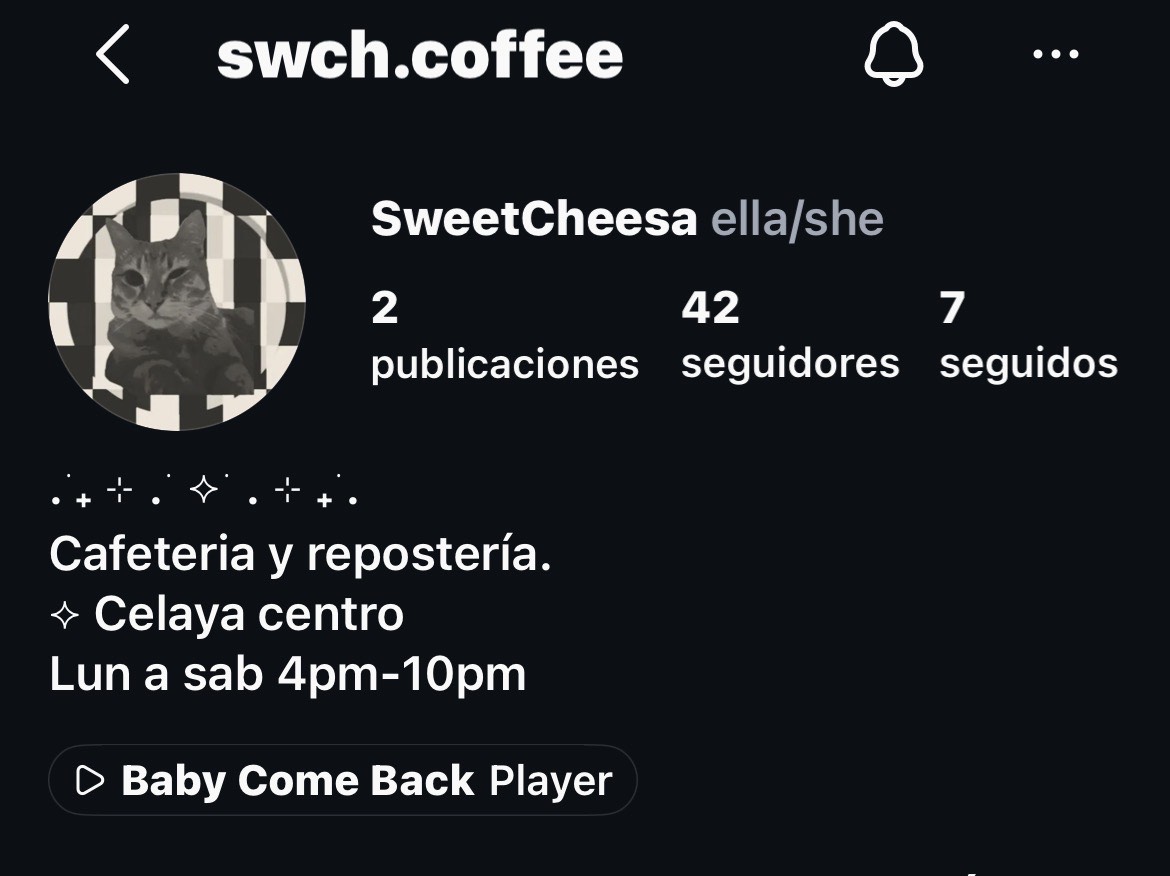 swch.coffee
SweetCheesa ella/she
2 42 7
publicaciones seguidores seguidos
Cafeteria y repostería.
Celaya centro
Lun a sab 4pm-10pm
Baby Come Back Player